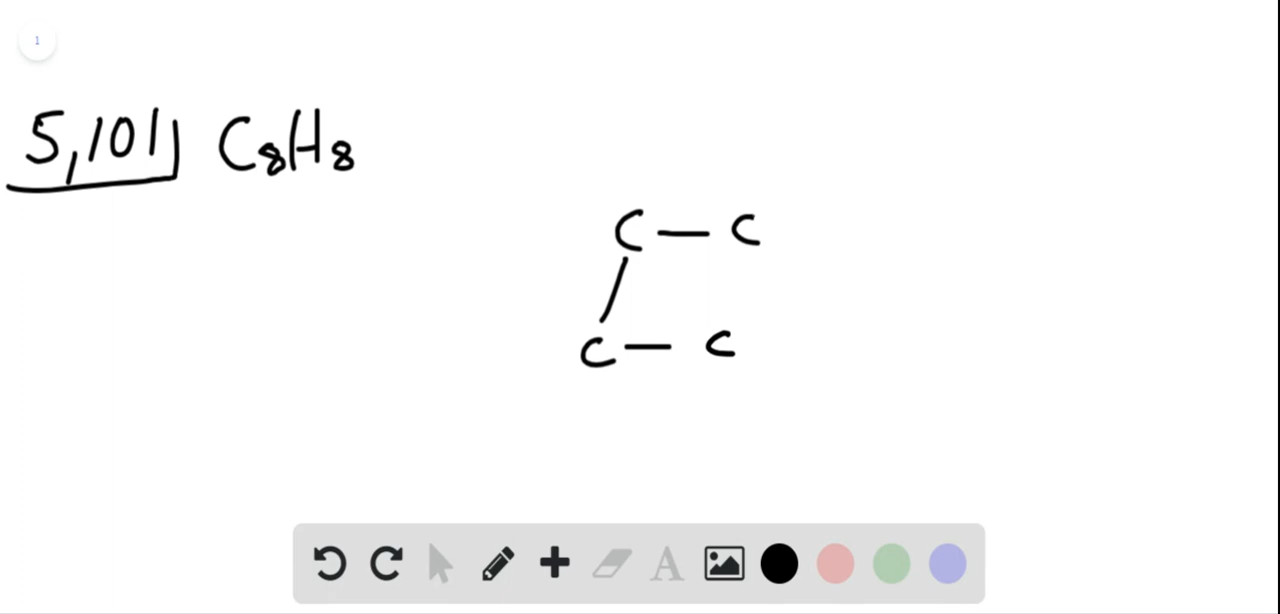 1
5,101) C₈H₈
C — C
C — C
A